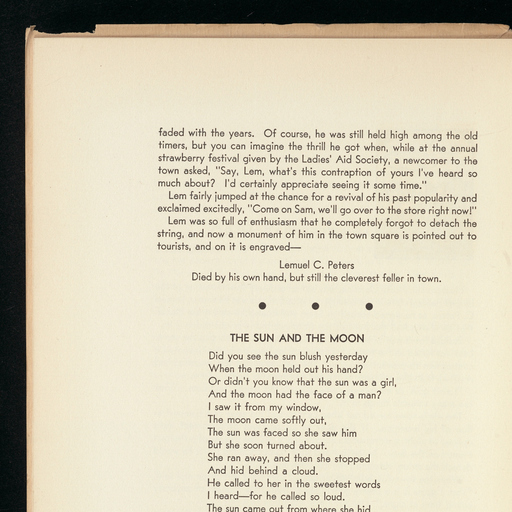 faded with the years. Of course, he was still held high among the old
timers, but you can imagine the thrill he got when, while at the annual
strawberry festival given by the Ladies' Aid Society, a newcomer to the
town asked, "Say, Lem, what's this contraption of yours I've heard so
much about? I'd certainly appreciate seeing it some time."
Lem fairly jumped at the chance for a revival of his past popularity and
exclaimed excitedly, "Come on Sam, we'll go over to the store right now!"
Lem was so full of enthusiasm that he completely forgot to detach the
string, and now a monument of him in the town square is pointed out to
tourists, and on it is engraved—
Lemuel C. Peters
Died by his own hand, but still the cleverest feller in town.
● ● ●
THE SUN AND THE MOON
Did you see the sun blush yesterday
When the moon held out his hand?
Or didn't you know that the sun was a girl,
And the moon had the face of a man?
I saw it from my window,
The moon came softly out,
The sun was faced so she saw him
But she soon turned about.
She ran away, and then she stopped
And hid behind a cloud.
He called to her in the sweetest words
I heard—for he called so loud.
The sun came out from where she hid